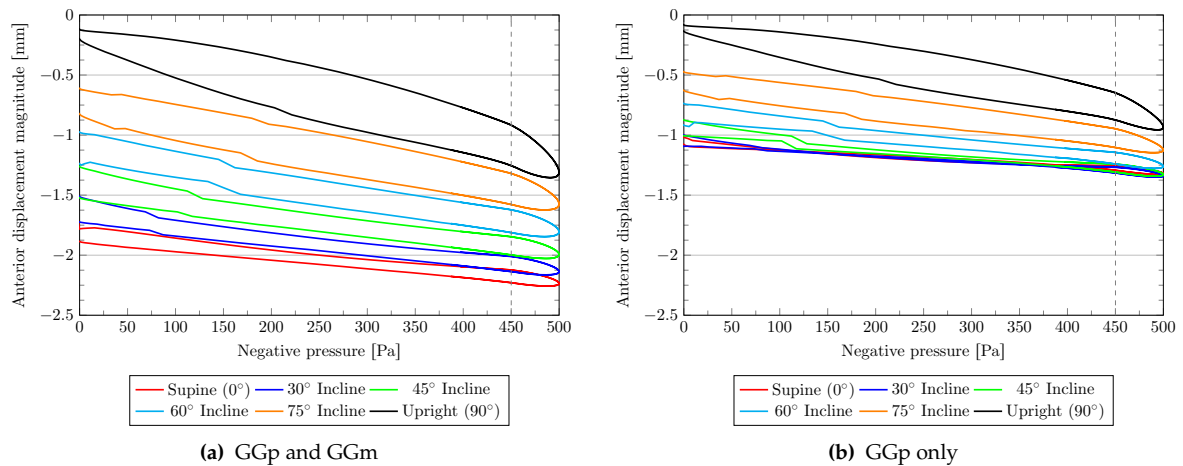 0
−0.5
−1
−1.5
−2
−2.5
Anterior displacement magnitude [mm]
0 50 100 150 200 250 300 350 400 450 500
Negative pressure [Pa]
Supine (0°) 30° Incline 45° Incline
60° Incline 75° Incline Upright (90°)
(a) GGp and GGm
0
−0.5
−1
−1.5
−2
−2.5
Anterior displacement magnitude [mm]
0 50 100 150 200 250 300 350 400 450 500
Negative pressure [Pa]
Supine (0°) 30° Incline 45° Incline
60° Incline 75° Incline Upright (90°)
(b) GGp only